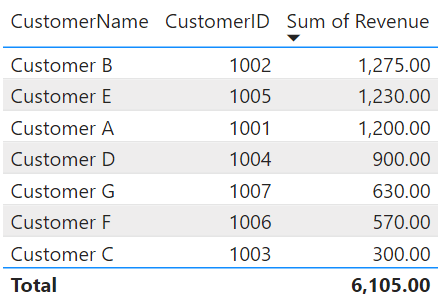 CustomerName CustomerID Sum of Revenue
Customer B 1002 1,275.00
Customer E 1005 1,230.00
Customer A 1001 1,200.00
Customer D 1004 900.00
Customer G 1007 630.00
Customer F 1006 570.00
Customer C 1003 300.00
Total 6,105.00